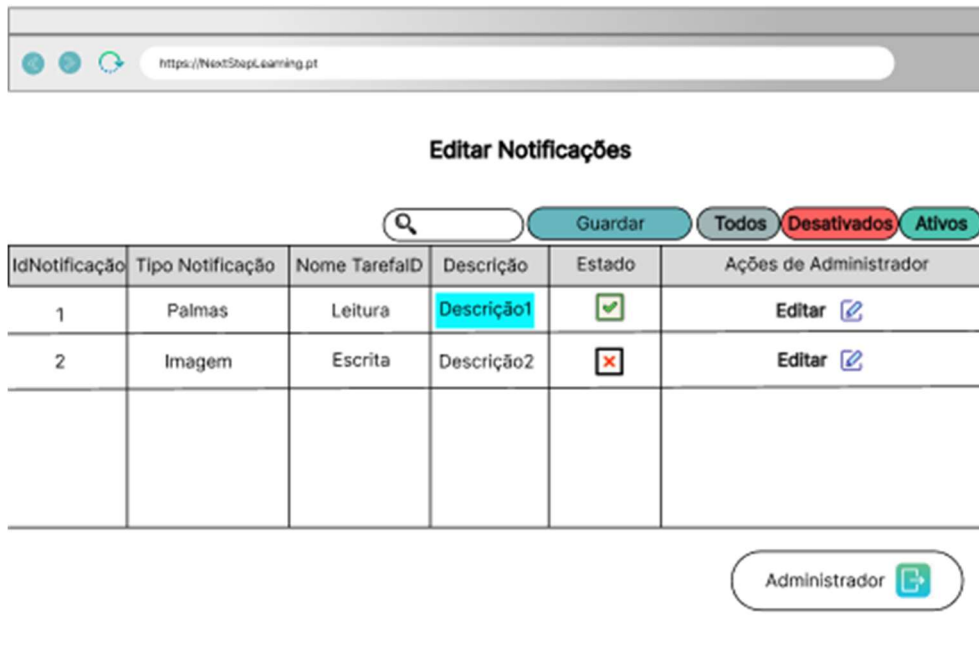 https://NextStepLearning.pt
Editar Notificações
Guardar Todos Desativados Ativos
IdNotificação Tipo Notificação Nome TarefaID Descrição Estado Ações de Administrador
1 Palmas Leitura Descrição1 Editar
2 Imagem Escrita Descrição2 Editar
Administrador